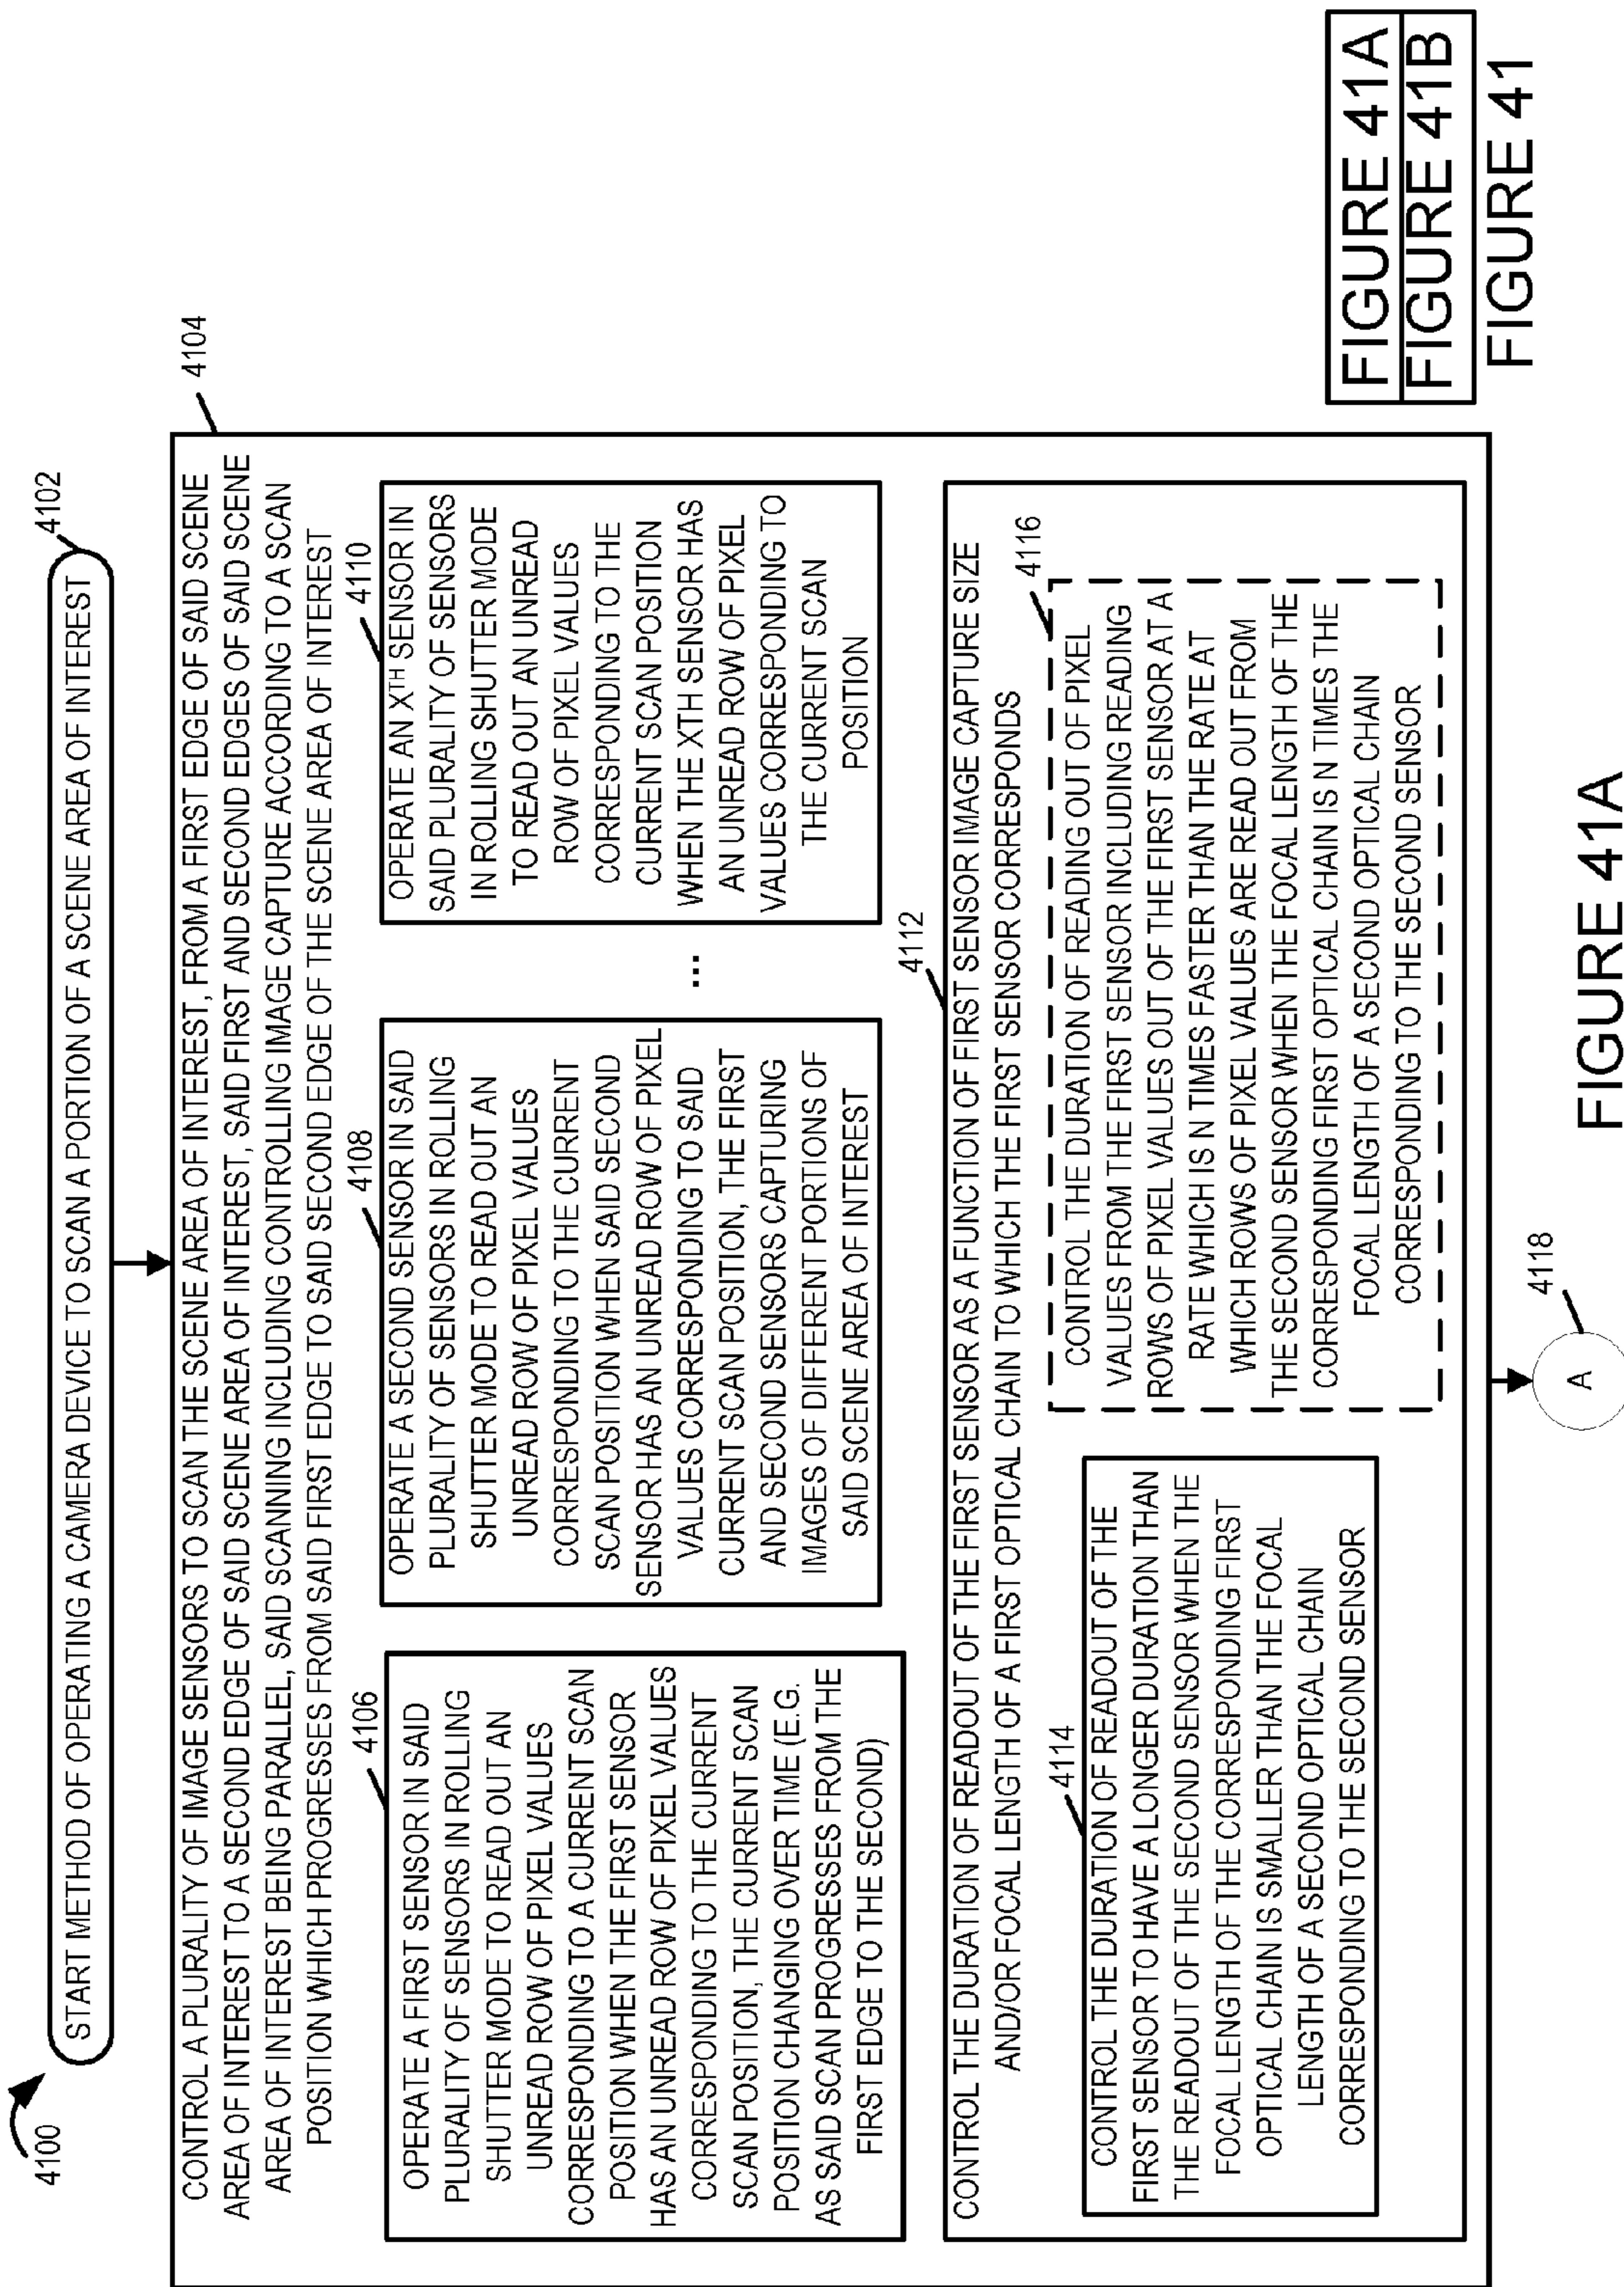 4100
START METHOD OF OPERATING A CAMERA DEVICE TO SCAN A PORTION OF A SCENE AREA OF INTEREST
4102
4104
CONTROL A PLURALITY OF IMAGE SENSORS TO SCAN THE SCENE AREA OF INTEREST, FROM A FIRST EDGE OF SAID SCENE
AREA OF INTEREST TO A SECOND EDGE OF SAID SCENE AREA OF INTEREST, SAID FIRST AND SECOND EDGES OF SAID SCENE
AREA OF INTEREST BEING PARALLEL, SAID SCANNING INCLUDING CONTROLLING IMAGE CAPTURE ACCORDING TO A SCAN
POSITION WHICH PROGRESSES FROM SAID FIRST EDGE TO SAID SECOND EDGE OF THE SCENE AREA OF INTEREST
4106
OPERATE A FIRST SENSOR IN SAID
PLURALITY OF SENSORS IN ROLLING
SHUTTER MODE TO READ OUT AN
UNREAD ROW OF PIXEL VALUES
CORRESPONDING TO A CURRENT SCAN
POSITION WHEN THE FIRST SENSOR
HAS AN UNREAD ROW OF PIXEL VALUES
CORRESPONDING TO THE CURRENT
SCAN POSITION, THE CURRENT SCAN
POSITION CHANGING OVER TIME (E.G.
AS SAID SCAN PROGRESSES FROM THE
FIRST EDGE TO THE SECOND)
4108
OPERATE A SECOND SENSOR IN SAID
PLURALITY OF SENSORS IN ROLLING
SHUTTER MODE TO READ OUT AN
UNREAD ROW OF PIXEL VALUES
CORRESPONDING TO THE CURRENT
SCAN POSITION WHEN SAID SECOND
SENSOR HAS AN UNREAD ROW OF PIXEL
VALUES CORRESPONDING TO SAID
CURRENT SCAN POSITION, THE FIRST
AND SECOND SENSORS CAPTURING
IMAGES OF DIFFERENT PORTIONS OF
SAID SCENE AREA OF INTEREST
...
4110
OPERATE AN XTH SENSOR IN
SAID PLURALITY OF SENSORS
IN ROLLING SHUTTER MODE
TO READ OUT AN UNREAD
ROW OF PIXEL VALUES
CORRESPONDING TO THE
CURRENT SCAN POSITION
WHEN THE XTH SENSOR HAS
AN UNREAD ROW OF PIXEL
VALUES CORRESPONDING TO
THE CURRENT SCAN
POSITION
4112
CONTROL THE DURATION OF READOUT OF THE FIRST SENSOR AS A FUNCTION OF FIRST SENSOR IMAGE CAPTURE SIZE
AND/OR FOCAL LENGTH OF A FIRST OPTICAL CHAIN TO WHICH THE FIRST SENSOR CORRESPONDS
4114
CONTROL THE DURATION OF READOUT OF THE
FIRST SENSOR TO HAVE A LONGER DURATION THAN
THE READOUT OF THE SECOND SENSOR WHEN THE
FOCAL LENGTH OF THE CORRESPONDING FIRST
OPTICAL CHAIN IS SMALLER THAN THE FOCAL
LENGTH OF A SECOND OPTICAL CHAIN
CORRESPONDING TO THE SECOND SENSOR
4116
CONTROL THE DURATION OF READING OUT OF PIXEL
VALUES FROM THE FIRST SENSOR INCLUDING READING
ROWS OF PIXEL VALUES OUT OF THE FIRST SENSOR AT A
RATE WHICH IS N TIMES FASTER THAN THE RATE AT
WHICH ROWS OF PIXEL VALUES ARE READ OUT FROM
THE SECOND SENSOR WHEN THE FOCAL LENGTH OF THE
CORRESPONDING FIRST OPTICAL CHAIN IS N TIMES THE
FOCAL LENGTH OF A SECOND OPTICAL CHAIN
CORRESPONDING TO THE SECOND SENSOR
4118
A
FIGURE 41A
FIGURE 41A
FIGURE 41B
FIGURE 41